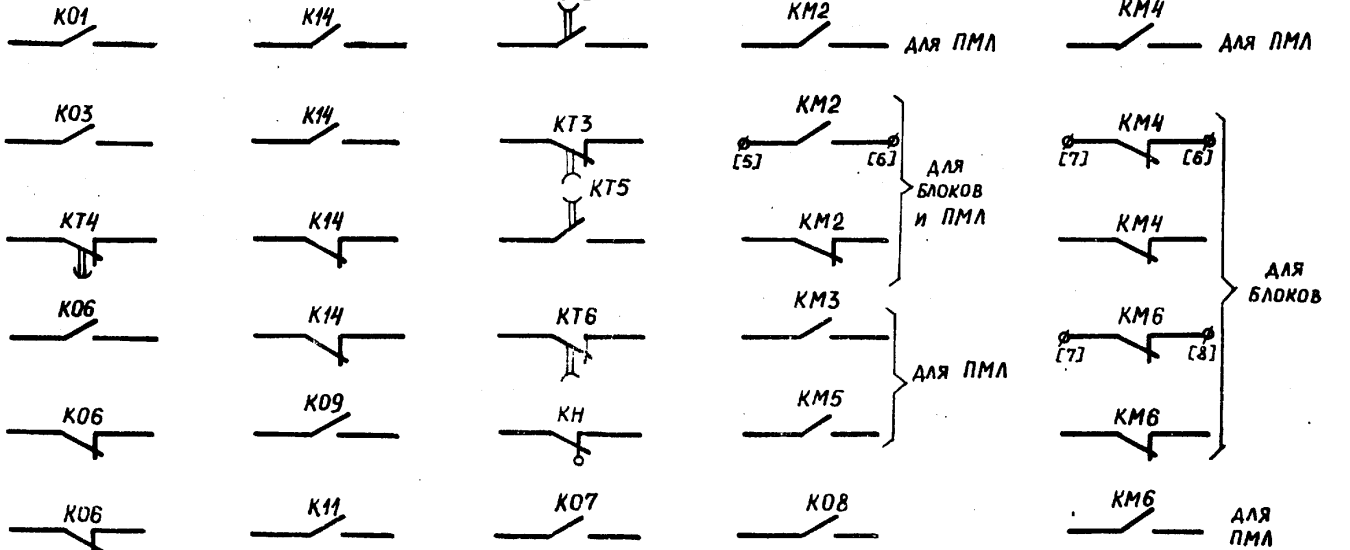 К01 К14 КМ2 КМ4
для ПМЛ для ПМЛ
К03 К14 КТ3 КМ2 КМ4
[5] [6] [7] [6]
КТ5
для
блоков
и ПМЛ
КТ4 К14 КМ2 КМ4
для
блоков
К06 К14 КТ6 КМ3 КМ6
[7] [8]
для ПМЛ
К06 К09 КН КМ5 КМ6
К06 К11 К07 К08 КМ6
для
ПМЛ